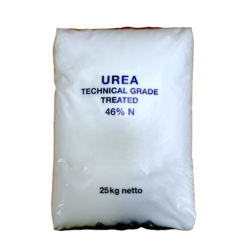 UREA
TECHNICAL GRADE
TREATED
46% N
25kg netto